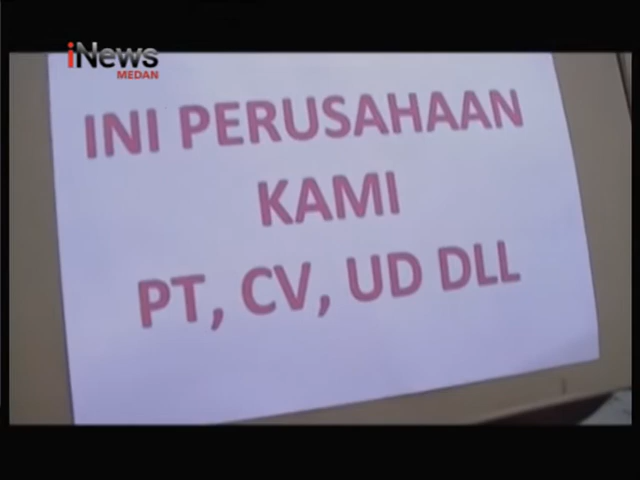 iNews
MEDAN
INI PERUSAHAAN
KAMI
PT, CV, UD DLL